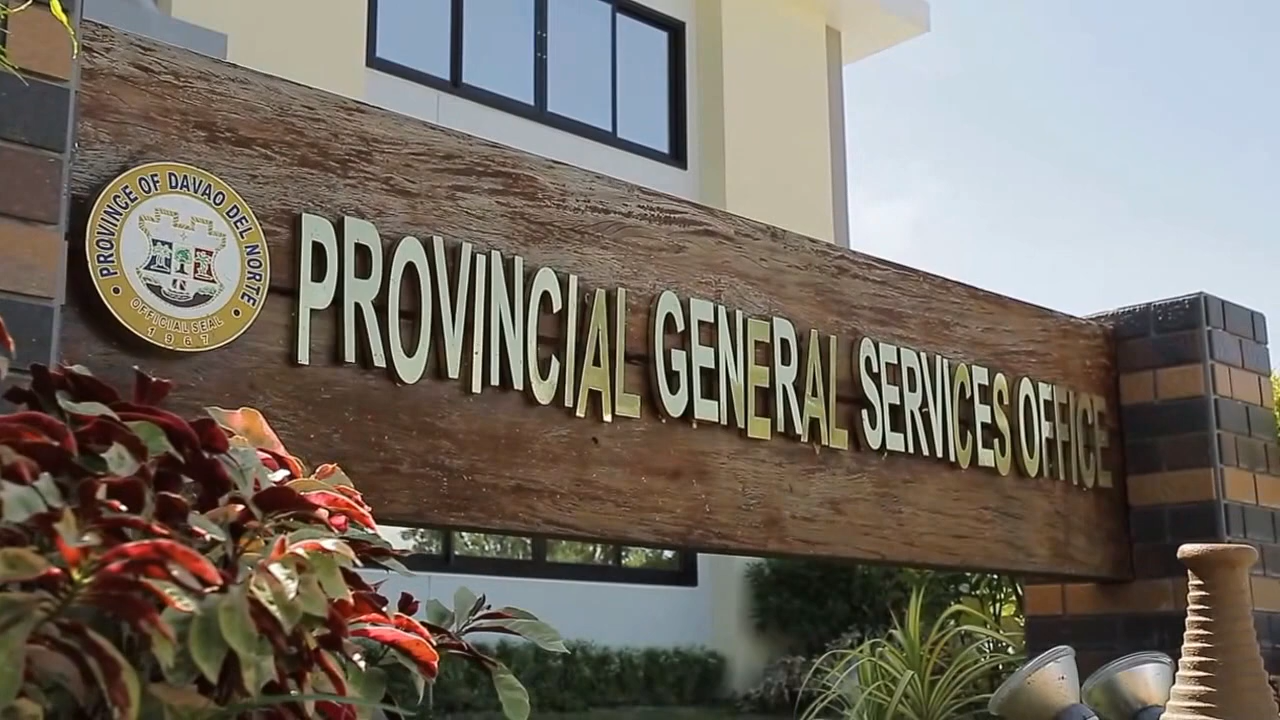 PROVINCE OF DAVAO DEL NORTE
OFFICIAL SEAL
1967
PROVINCIAL GENERAL SERVICES OFFICE